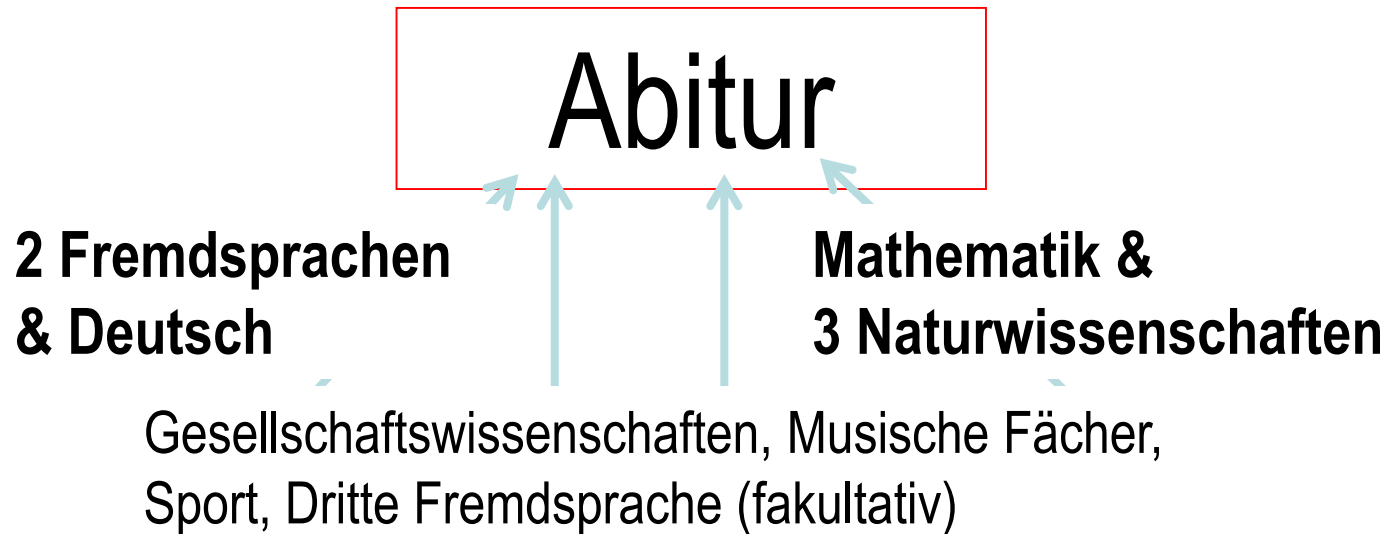 Abitur
2 Fremdsprachen
& Deutsch
Mathematik &
3 Naturwissenschaften
Gesellschaftswissenschaften, Musische Fächer,
Sport, Dritte Fremdsprache (fakultativ)